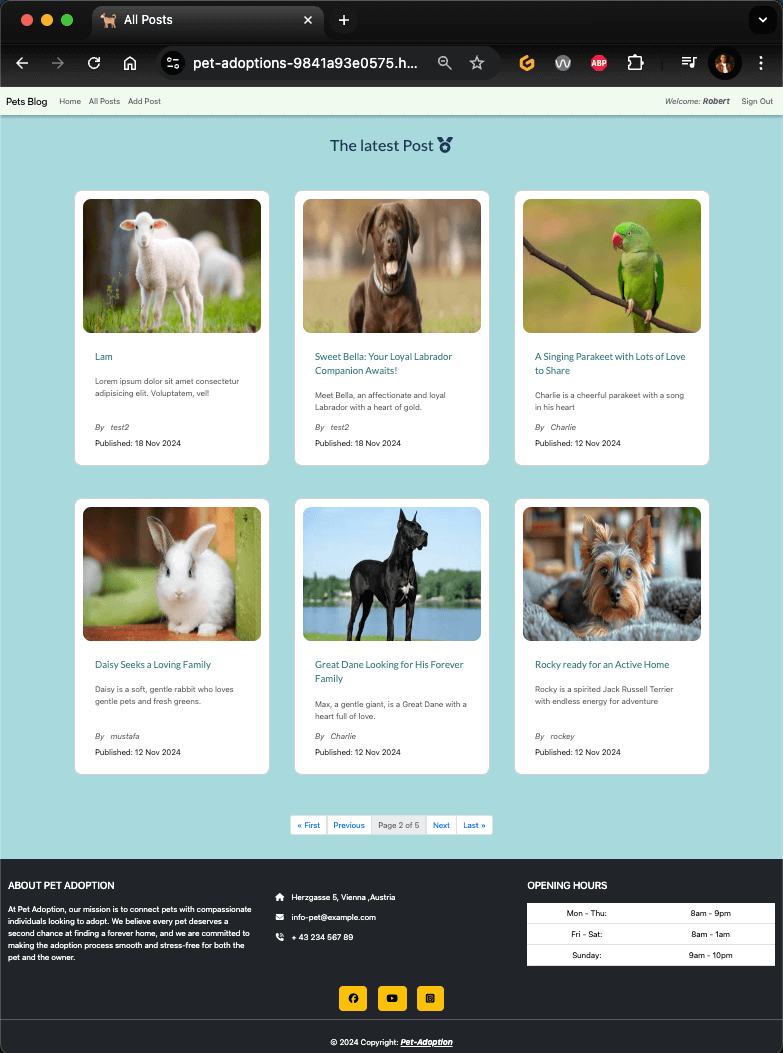 All Posts
pet-adoptions-9841a93e0575.h...
ABP
Pets Blog Home All Posts Add Post Welcome: Robert Sign Out
The latest Post
Lam
Lorem ipsum dolor sit amet consectetur
adipisicing elit. Voluptatem, vel!
By test2
Published: 18 Nov 2024
Sweet Bella: Your Loyal Labrador
Companion Awaits!
Meet Bella, an affectionate and loyal
Labrador with a heart of gold.
By test2
Published: 18 Nov 2024
A Singing Parakeet with Lots of Love
to Share
Charlie is a cheerful parakeet with a song
in his heart
By Charlie
Published: 12 Nov 2024
Daisy Seeks a Loving Family
Daisy is a soft, gentle rabbit who loves
gentle pets and fresh greens.
By mustafa
Published: 12 Nov 2024
Great Dane Looking for His Forever
Family
Max, a gentle giant, is a Great Dane with a
heart full of love.
By Charlie
Published: 12 Nov 2024
Rocky ready for an Active Home
Rocky is a spirited Jack Russell Terrier
with endless energy for adventure
By rockey
Published: 12 Nov 2024
« First Previous Page 2 of 5 Next Last »
ABOUT PET ADOPTION
At Pet Adoption, our mission is to connect pets with compassionate
individuals looking to adopt. We believe every pet deserves a
second chance at finding a forever home, and we are committed to
making the adoption process smooth and stress-free for both the
pet and the owner.
Herzgasse 5, Vienna ,Austria
info-pet@example.com
+ 43 234 567 89
OPENING HOURS
Mon - Thu: 8am - 9pm
Fri - Sat: 8am - 1am
Sunday: 9am - 10pm
© 2024 Copyright: Pet-Adoption